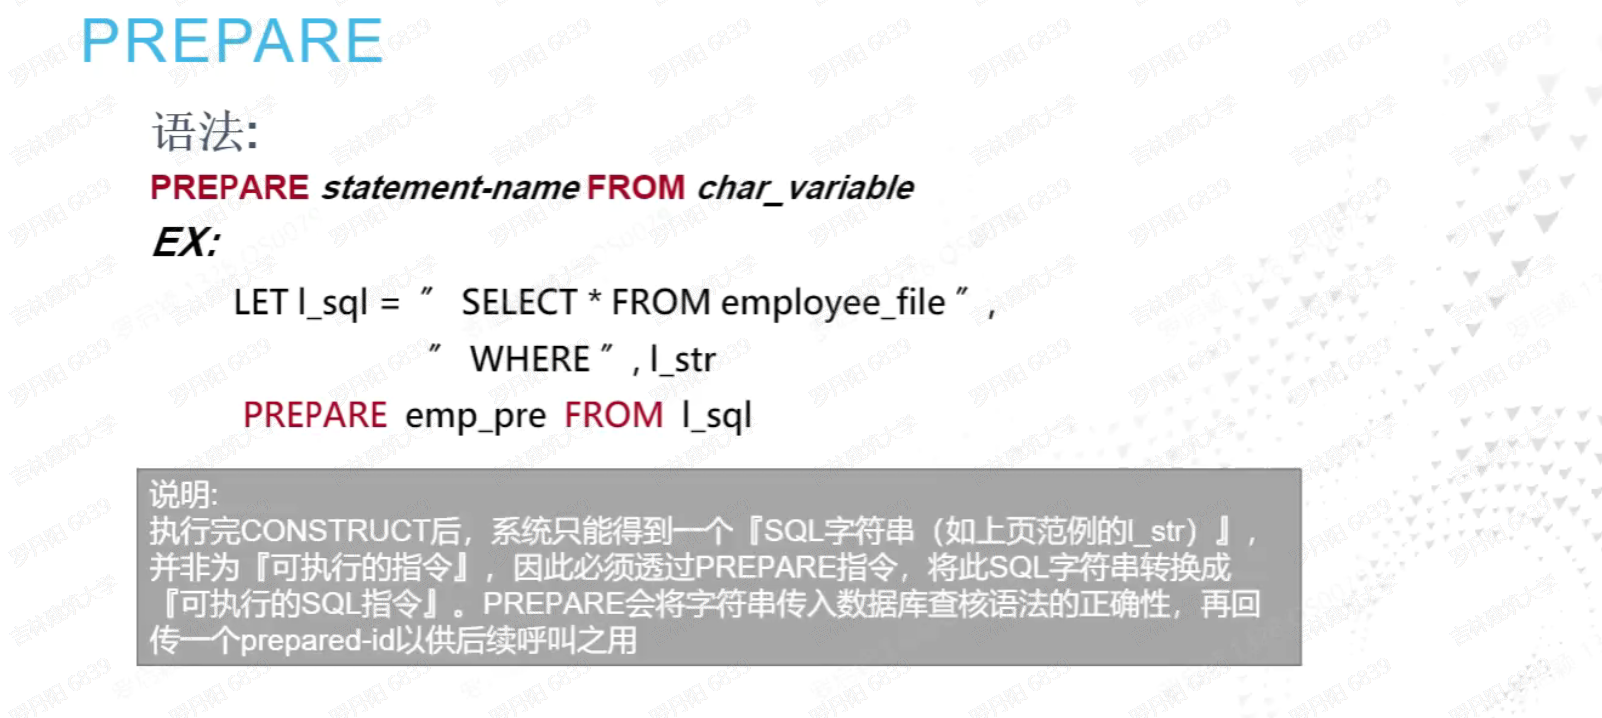 PREPARE
语法:
PREPARE statement-name FROM char_variable
EX:
LET l_sql = ″ SELECT * FROM employee_file ″ ,
″ WHERE ″ , l_str
PREPARE emp_pre FROM l_sql
说明:
执行完CONSTRUCT后，系统只能得到一个『SQL字符串（如上页范例的l_str）』,
并非为『可执行的指令』，因此必须透过PREPARE指令，将此SQL字符串转换成
『可执行的SQL指令』。PREPARE会将字符串传入数据库查核语法的正确性，再回
传一个prepared-id以供后续呼叫之用